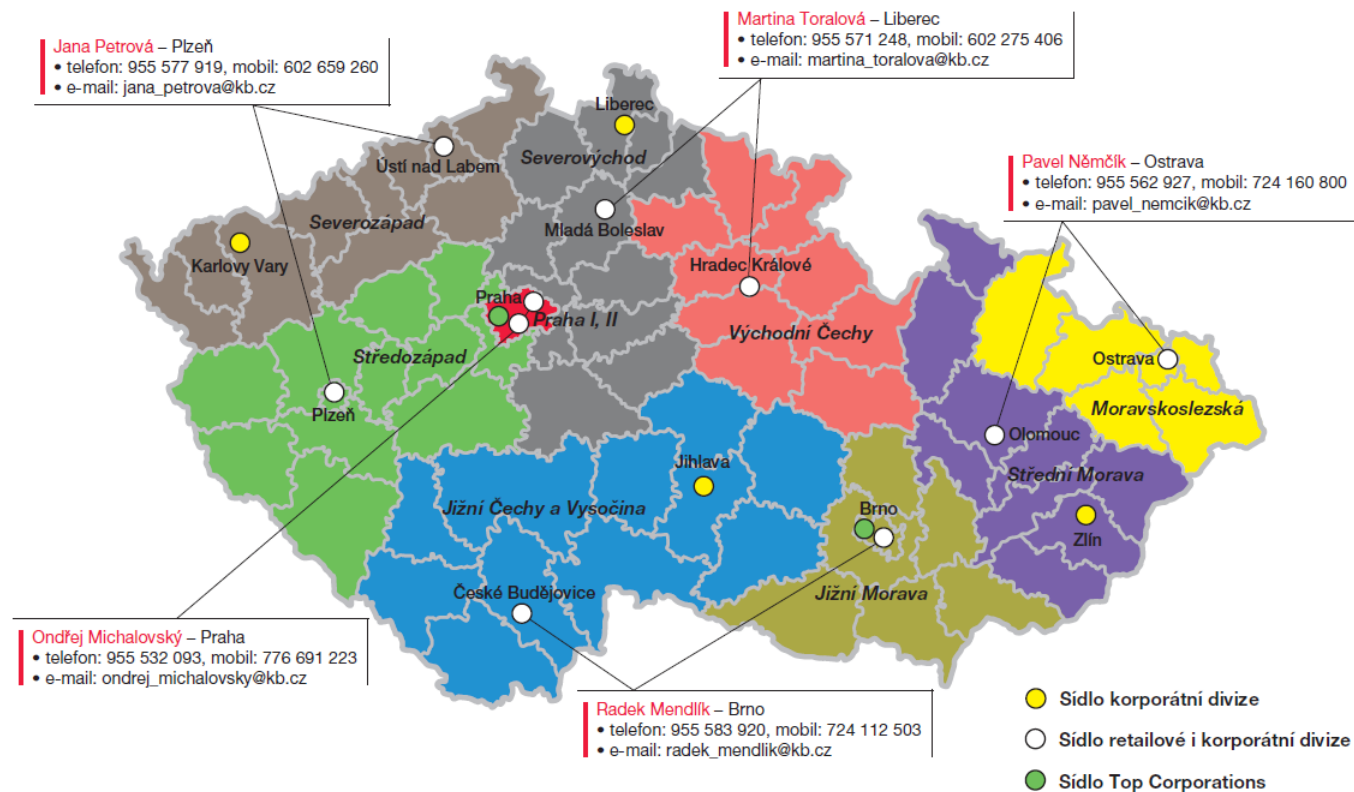 Martina Toralová – Liberec
• telefon: 955 571 248, mobil: 602 275 406
• e-mail: martina_toralova@kb.cz
Jana Petrová – Plzeň
• telefon: 955 577 919, mobil: 602 659 260
• e-mail: jana_petrova@kb.cz
Liberec
Severovýchod
Ústí nad Labem
Pavel Němčík – Ostrava
• telefon: 955 562 927, mobil: 724 160 800
• e-mail: pavel_nemcik@kb.cz
Severozápad
Mladá Boleslav
Karlovy Vary
Hradec Králové
Praha
Praha I, II
Východní Čechy
Středozápad
Ostrava
Plzeň
Moravskoslezská
Olomouc
Jihlava
Střední Morava
Jižní Čechy a Vysočina
Brno
Zlín
České Budějovice
Jižní Morava
Ondřej Michalovský – Praha
• telefon: 955 532 093, mobil: 776 691 223
• e-mail: ondrej_michalovsky@kb.cz
Radek Mendlík – Brno
• telefon: 955 583 920, mobil: 724 112 503
• e-mail: radek_mendlik@kb.cz
Sídlo korporátní divize
Sídlo retailové i korporátní divize
Sídlo Top Corporations